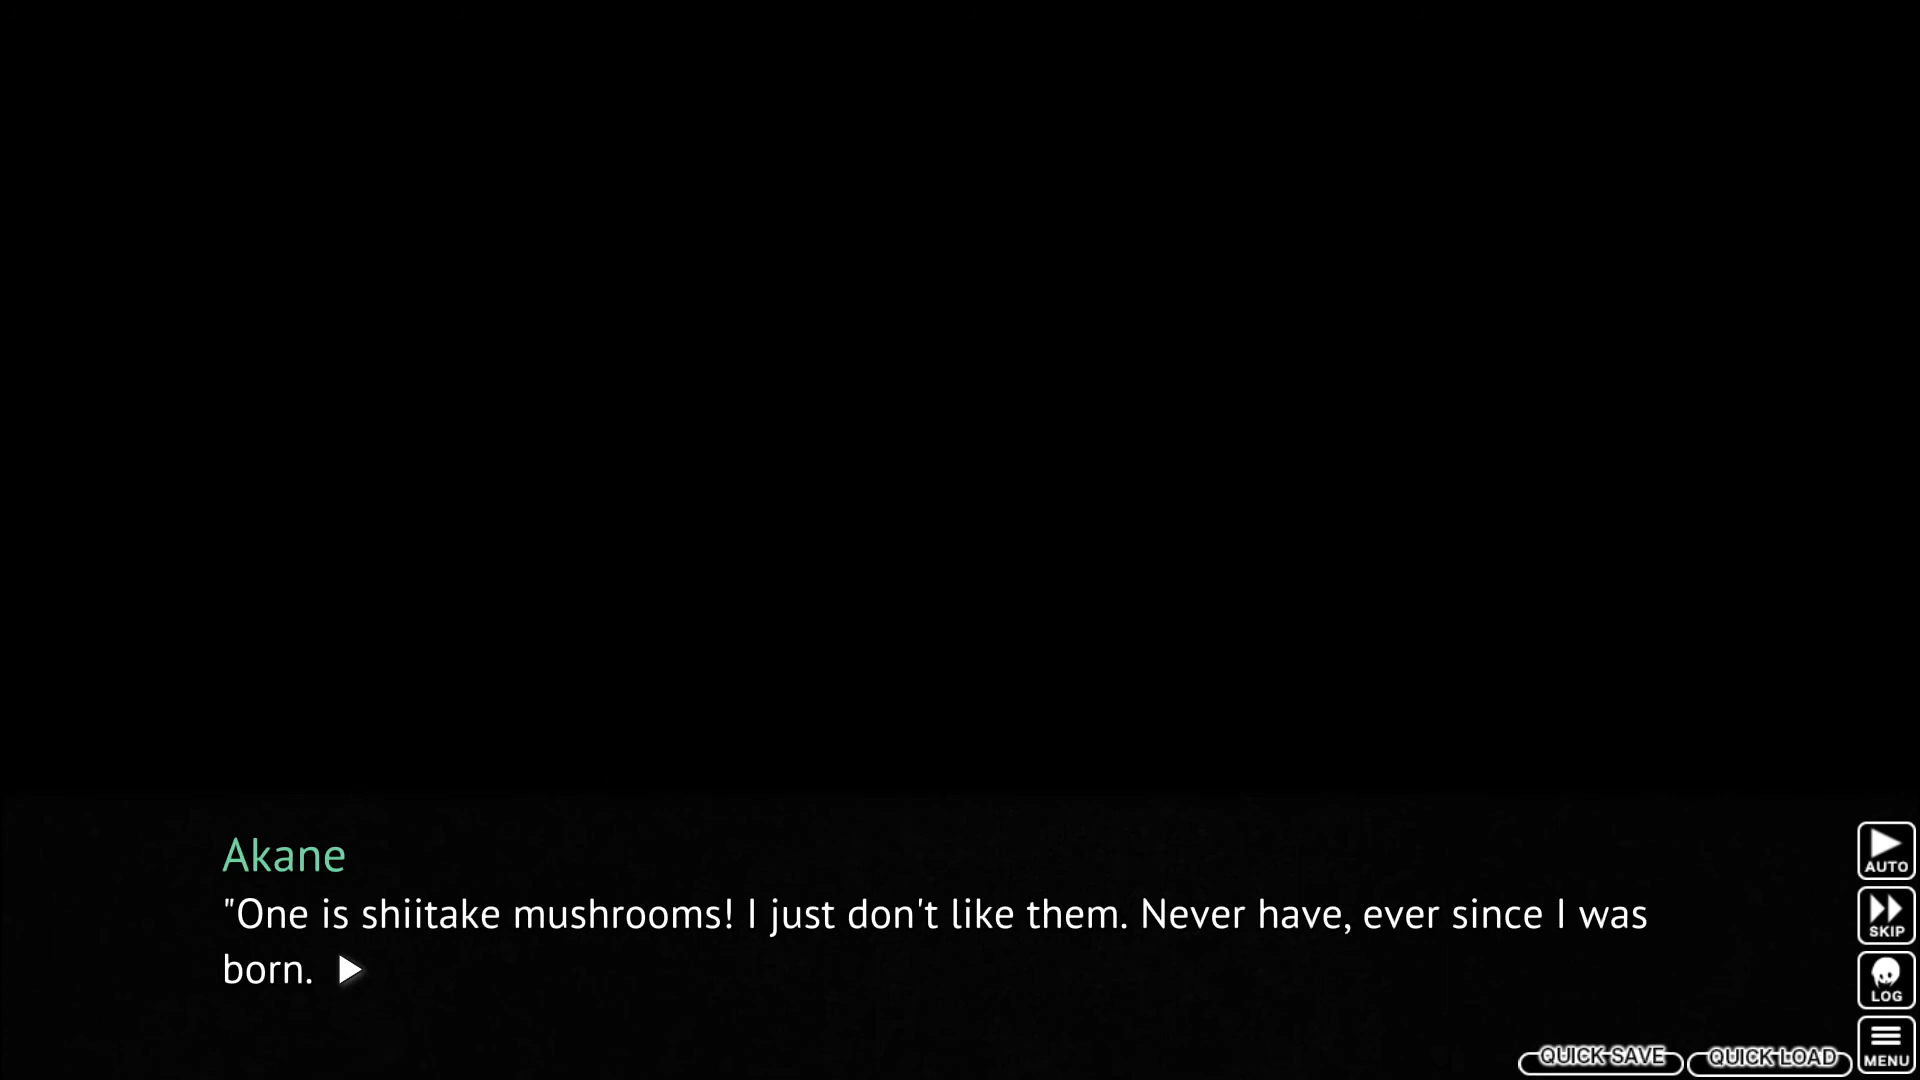 Akane
"One is shiitake mushrooms! I just don't like them. Never have, ever since I was
born.
AUTO
SKIP
LOG
MENU
QUICK SAVE
QUICK LOAD